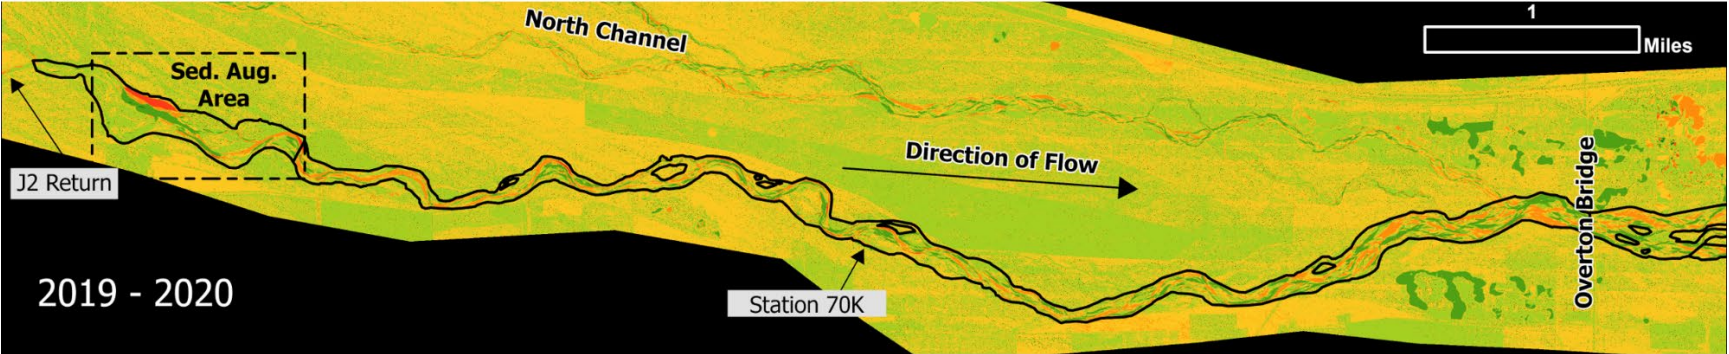 North Channel
1
Miles
Sed. Aug.
Area
Direction of Flow
J2 Return
Overton Bridge
2019 - 2020
Station 70K